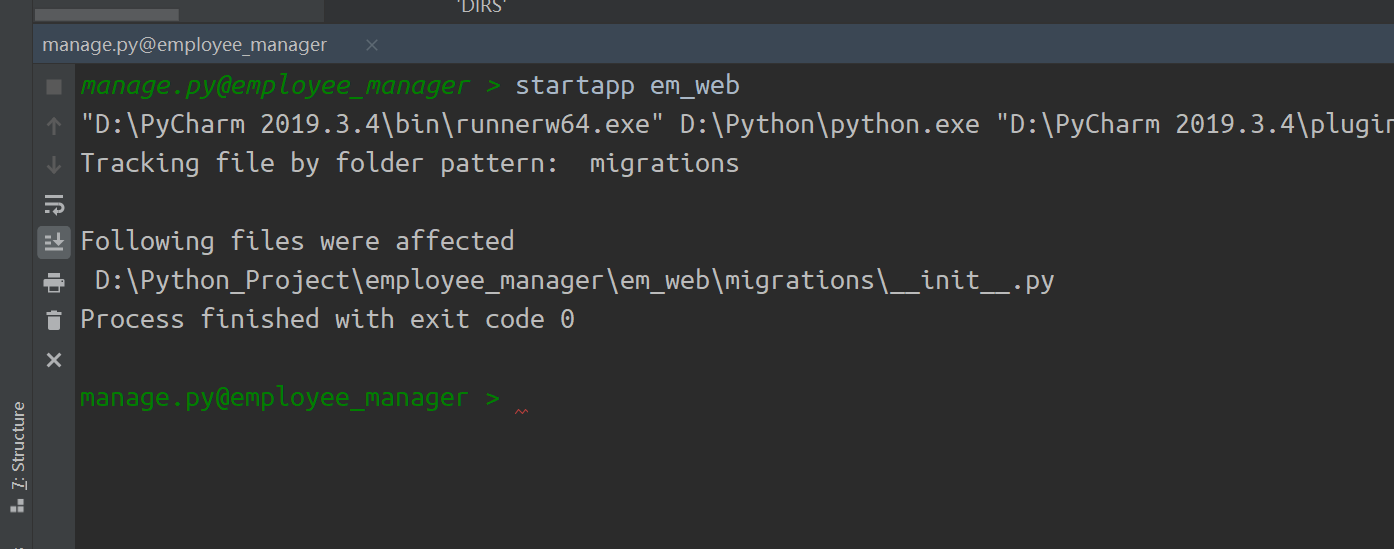 'DIRS'
manage.py@employee_manager
manage.py@employee_manager > startapp em_web
"D:\PyCharm 2019.3.4\bin\runnerw64.exe" D:\Python\python.exe "D:\PyCharm 2019.3.4\plugin
Tracking file by folder pattern:  migrations
Following files were affected
 D:\Python_Project\employee_manager\em_web\migrations\__init__.py
Process finished with exit code 0
manage.py@employee_manager >
7: Structure